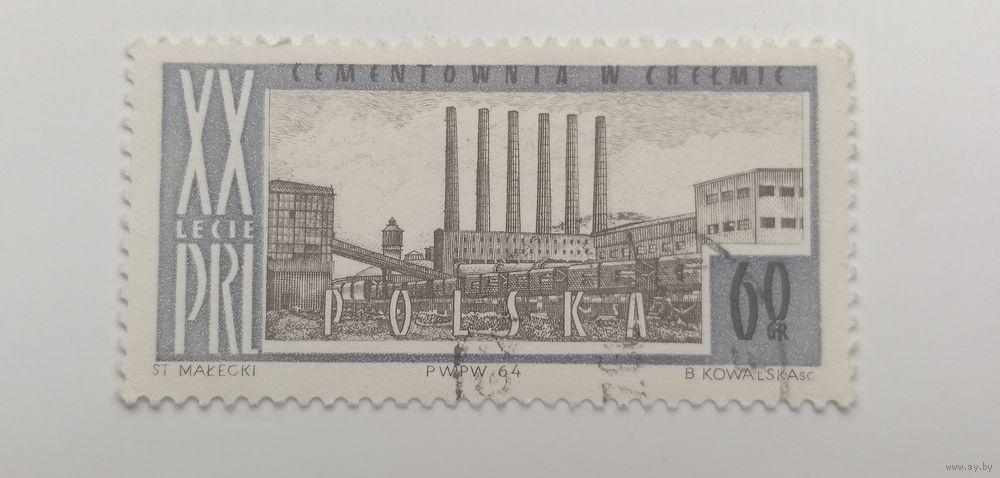 CEMENTOWNIA W CHEŁMIE
XX
LECIE
PRL
POLSKA
60
GR
ST MAŁECKI
PWPW 64
B KOWALSKA SC
www.ay.by